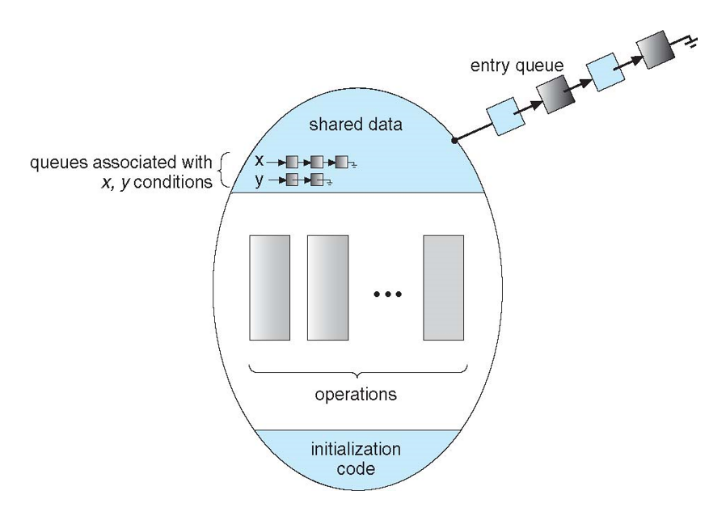 entry queue
shared data
queues associated with
x, y conditions
x
y
•••
operations
initialization
code